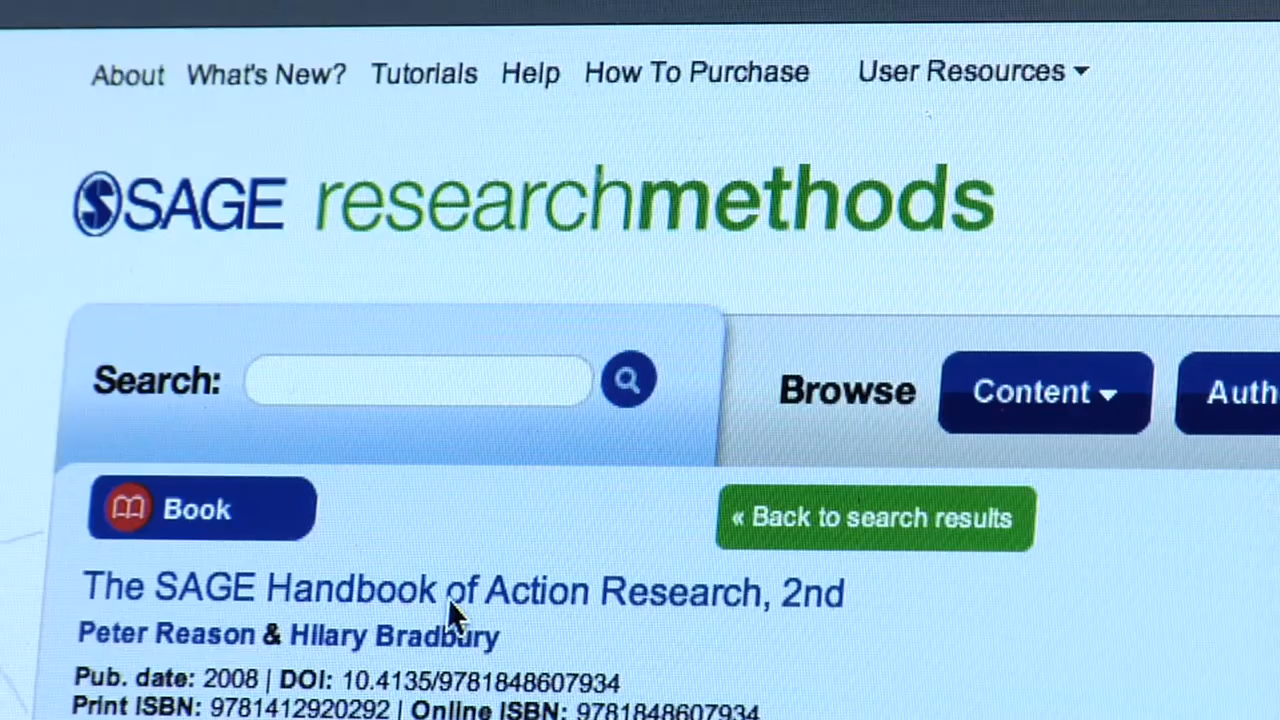 About What's New? Tutorials Help How To Purchase User Resources
SAGE researchmethods
Search:
Browse Content Auth
Book
« Back to search results
The SAGE Handbook of Action Research, 2nd
Peter Reason & Hilary Bradbury
Pub. date: 2008 | DOI: 10.4135/9781848607934
Print ISBN: 9781412920292 | Online ISBN: 9781848607934